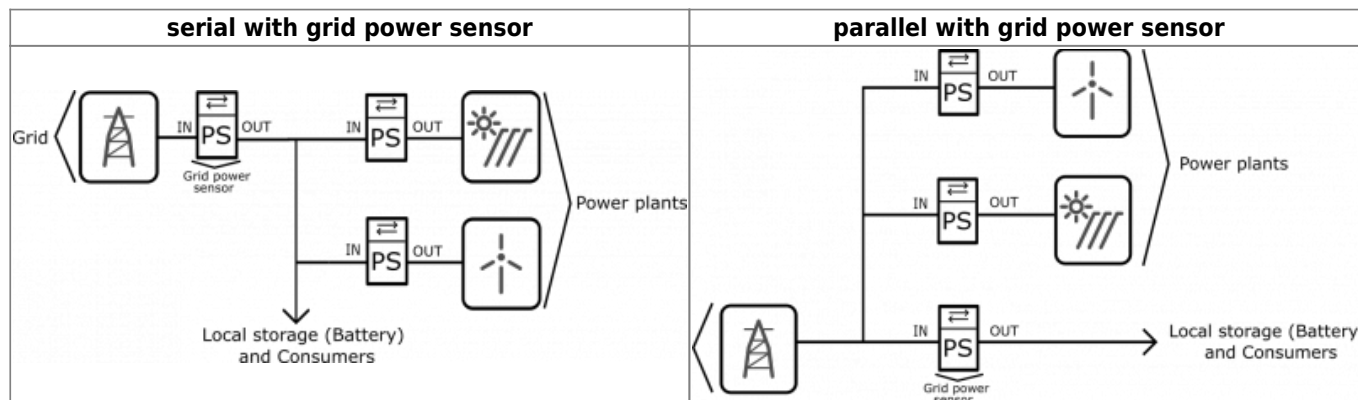 serial with grid power sensor
parallel with grid power sensor
Grid
IN PS OUT
Grid power
sensor
IN PS OUT
IN PS OUT
Power plants
Local storage (Battery)
and Consumers
IN PS OUT
IN PS OUT
Power plants
IN PS OUT
Local storage (Battery
and Consumers
Grid power
sensor